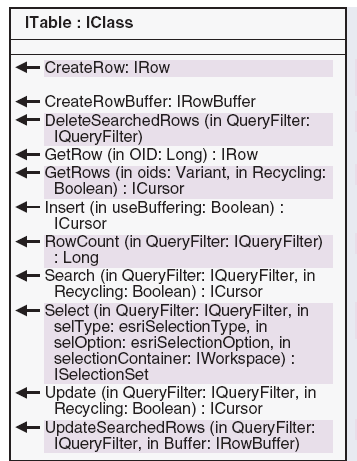 ITable : IClass
CreateRow: IRow
CreateRowBuffer: IRowBuffer
DeleteSearchedRows (in QueryFilter:
IQueryFilter)
GetRow (in OID: Long) : IRow
GetRows (in oids: Variant, in Recycling:
Boolean) : ICursor
Insert (in useBuffering: Boolean) :
ICursor
RowCount (in QueryFilter: IQueryFilter)
: Long
Search (in QueryFilter: IQueryFilter, in
Recycling: Boolean) : ICursor
Select (in QueryFilter: IQueryFilter, in
selType: esriSelectionType, in
selOption: esriSelectionOption, in
selectionContainer: IWorkspace) :
ISelectionSet
Update (in QueryFilter: IQueryFilter, in
Recycling: Boolean) : ICursor
UpdateSearchedRows (in QueryFilter:
IQueryFilter, in Buffer: IRowBuffer)